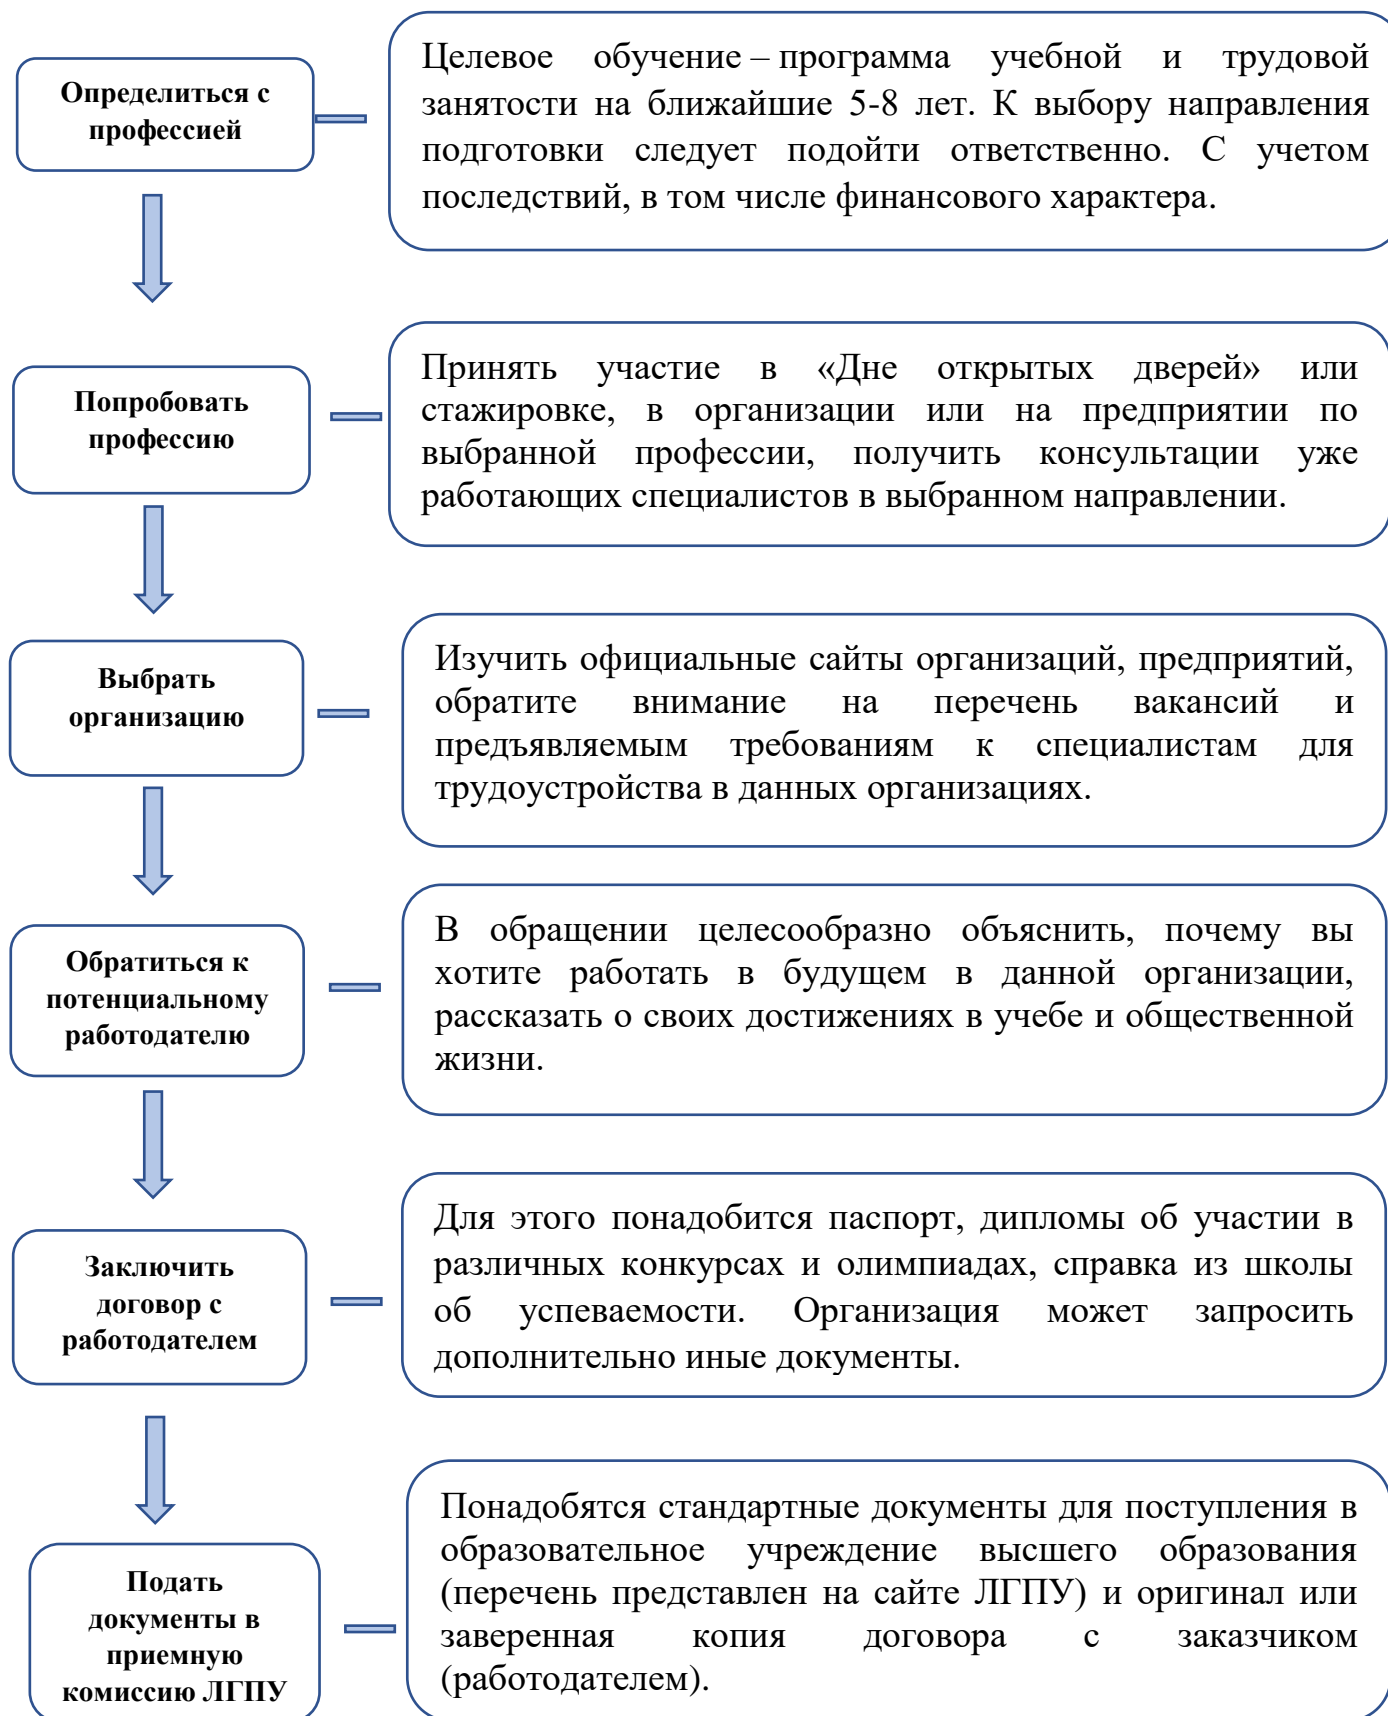 Определиться с
профессией
Целевое обучение – программа учебной и трудовой
занятости на ближайшие 5-8 лет. К выбору направления
подготовки следует подойти ответственно. С учетом
последствий, в том числе финансового характера.
Попробовать
профессию
Принять участие в «Дне открытых дверей» или
стажировке, в организации или на предприятии по
выбранной профессии, получить консультации уже
работающих специалистов в выбранном направлении.
Выбрать
организацию
Изучить официальные сайты организаций, предприятий,
обратите внимание на перечень вакансий и
предъявляемым требованиям к специалистам для
трудоустройства в данных организациях.
Обратиться к
потенциальному
работодателю
В обращении целесообразно объяснить, почему вы
хотите работать в будущем в данной организации,
рассказать о своих достижениях в учебе и общественной
жизни.
Заключить
договор с
работодателем
Для этого понадобится паспорт, дипломы об участии в
различных конкурсах и олимпиадах, справка из школы
об успеваемости. Организация может запросить
дополнительно иные документы.
Подать
документы в
приемную
комиссию ЛГПУ
Понадобятся стандартные документы для поступления в
образовательное учреждение высшего образования
(перечень представлен на сайте ЛГПУ) и оригинал или
заверенная копия договора с заказчиком
(работодателем).